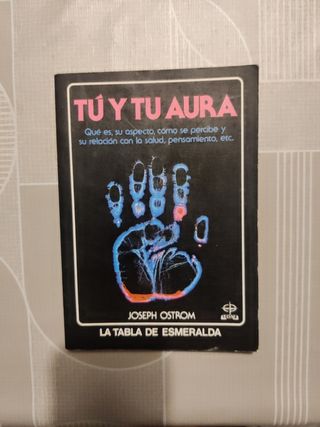 TÚ Y TU AURA
Qué es, su aspecto, cómo se percibe y
su relación con la salud, pensamiento, etc.
JOSEPH OSTROM
EDAF
LA TABLA DE ESMERALDA